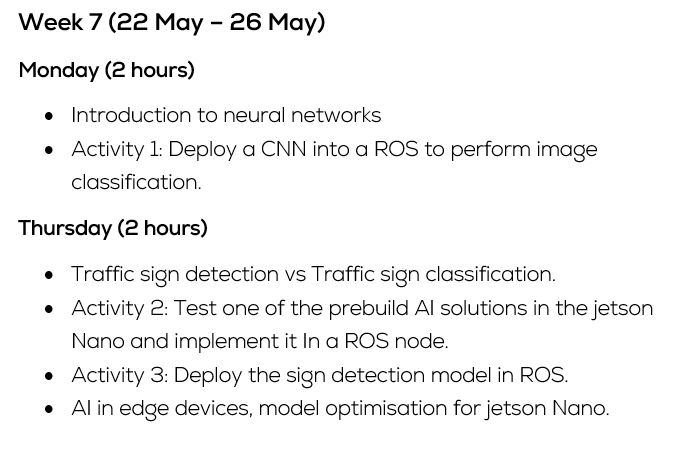 Week 7 (22 May – 26 May)
Monday (2 hours)
• Introduction to neural networks
• Activity 1: Deploy a CNN into a ROS to perform image
classification.
Thursday (2 hours)
• Traffic sign detection vs Traffic sign classification.
• Activity 2: Test one of the prebuild AI solutions in the jetson
Nano and implement it In a ROS node.
• Activity 3: Deploy the sign detection model in ROS.
• AI in edge devices, model optimisation for jetson Nano.